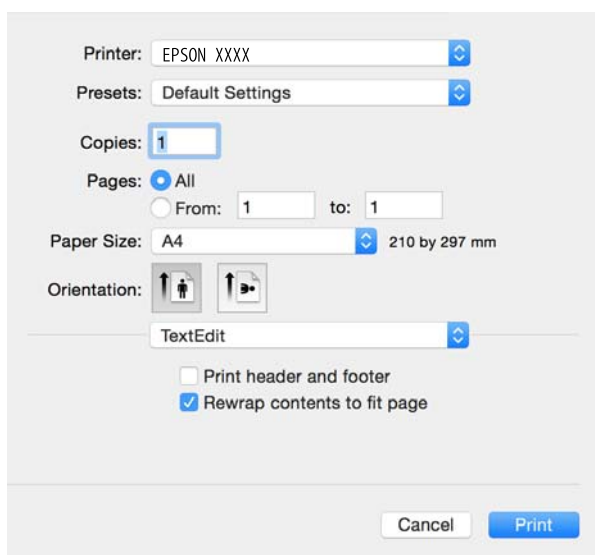 Printer: EPSON XXXX
Presets: Default Settings
Copies: 1
Pages: All
From: 1 to: 1
Paper Size: A4 210 by 297 mm
Orientation:
TextEdit
Print header and footer
Rewrap contents to fit page
Cancel Print